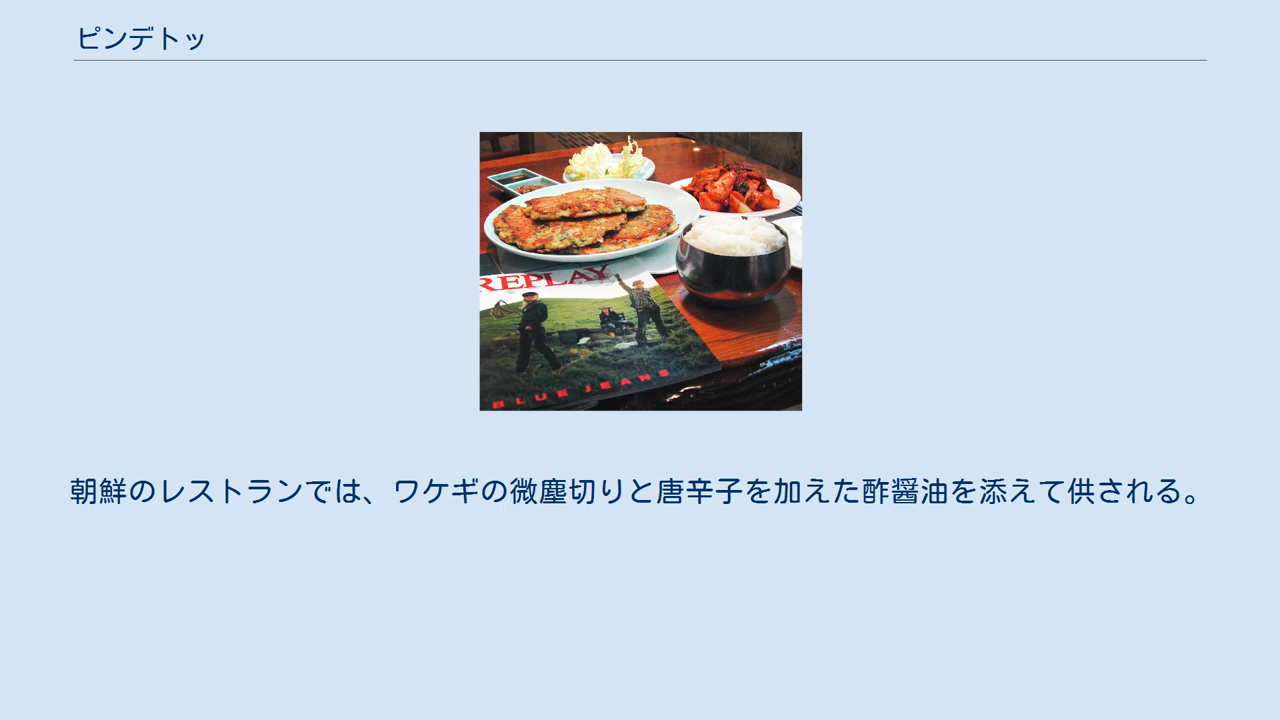 ピンデトッ
REPLAY
BLUE JEANS
朝鮮のレストランでは、ワケギの微塵切りと唐辛子を加えた酢醤油を添えて供される。